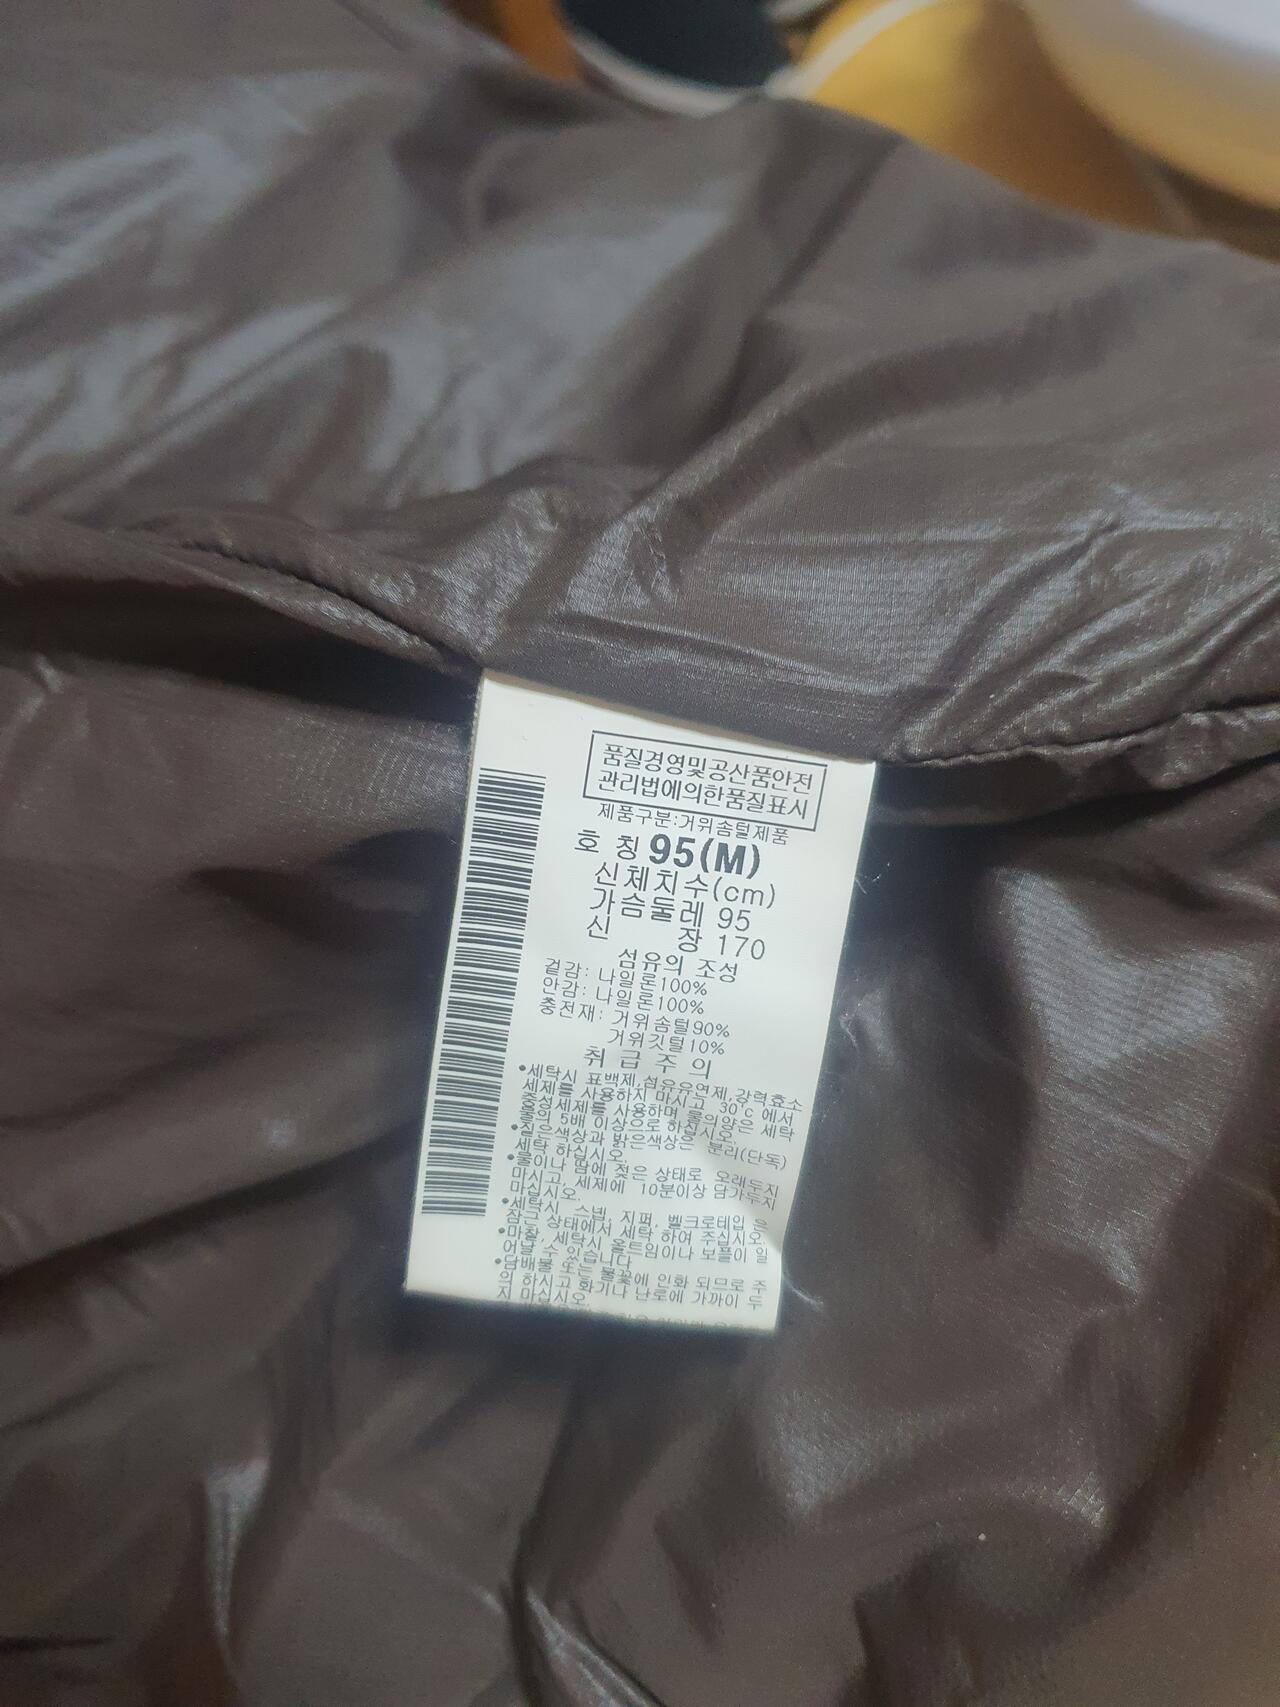 품질경영및공산품안전
관리법에의한품질표시
제품구분:거위솜털제품
호 칭 95(M)
신체치수(cm)
가슴둘레 95
신 장 170
섬유의 조성
겉감: 나일론100%
안감: 나일론100%
충전재: 거위솜털90%
거위깃털10%
취 급 주 의
•세탁시 표백제,섬유유연제,강력효소
세제를 사용하지 마시고 30°c에서
중성세제를 사용하며 물의양은 세탁
물의 5배 이상으로 하십시오.
•짙은색상과 밝은색상은 분리(단독)
세탁 하십시오.
•물이나 땀에 젖은 상태로 오래두지
마시고, 세제에 10분이상 담가두지
마십시오.
•세탁시 스냅, 지퍼, 벨크로테입 은
잠근 상태에서 세탁 하여 주십시오.
•마찰, 세탁시 올트임이나 보풀이 일
어날 수 있습니다
•담배불 또는 불꽃에 인화 되므로 주
의 하시고 화기나 난로에 가까이 두
지 마십시오.